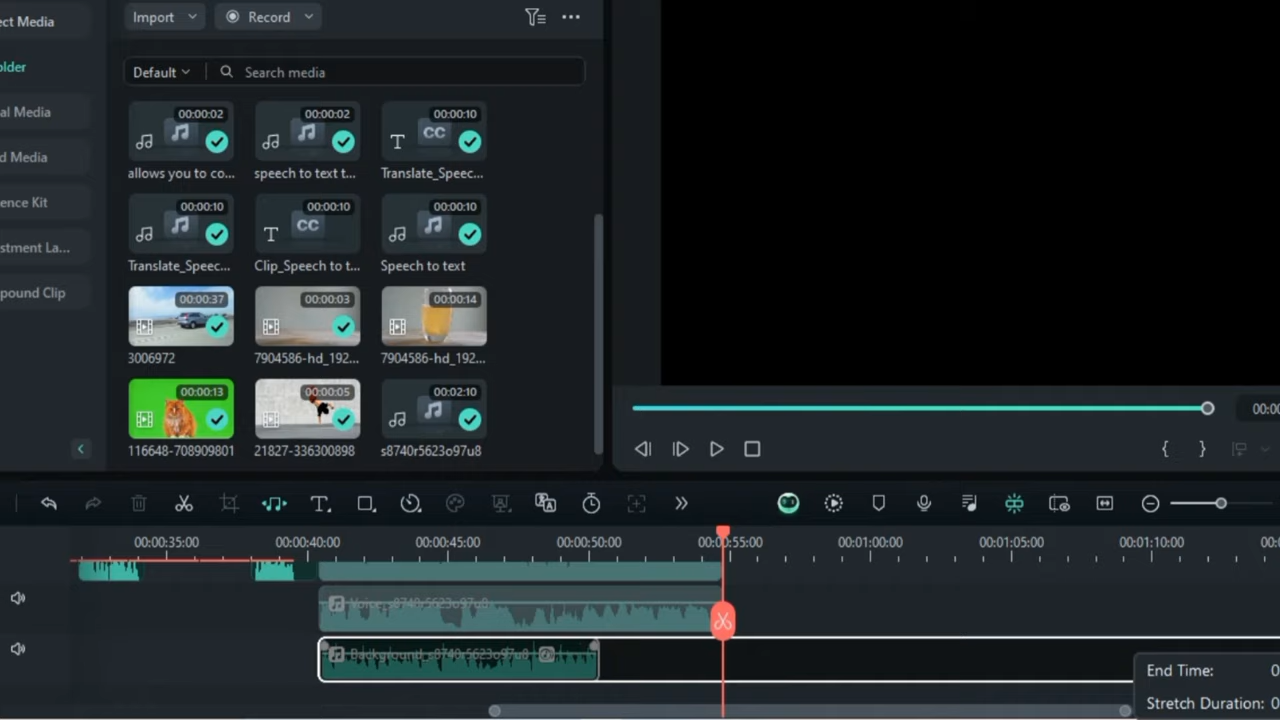 ect Media
Import
Record
older
Default
Search media
al Media
d Media
ence Kit
stment La...
pound Clip
00:00:02
00:00:02
00:00:10
CC
T
allows you to co...
speech to text t...
Translate_Speec...
00:00:10
00:00:10
00:00:10
CC
T
Translate_Speec...
Clip_Speech to t...
Speech to text
00:00:37
00:00:03
00:00:14
3006972
7904586-hd_192...
7904586-hd_192...
00:00:13
00:00:05
00:02:10
116648-708909801
21827-336300898
s8740r5623o97u8
00:00
00:00:35:00
00:00:40:00
00:00:45:00
00:00:50:00
00:00:55:00
00:01:00:00
00:01:05:00
00:01:10:00
00:0
Voice_s8740r5623o97u8
Background_s8740r5623o97u8
End Time: 0
Stretch Duration: 0